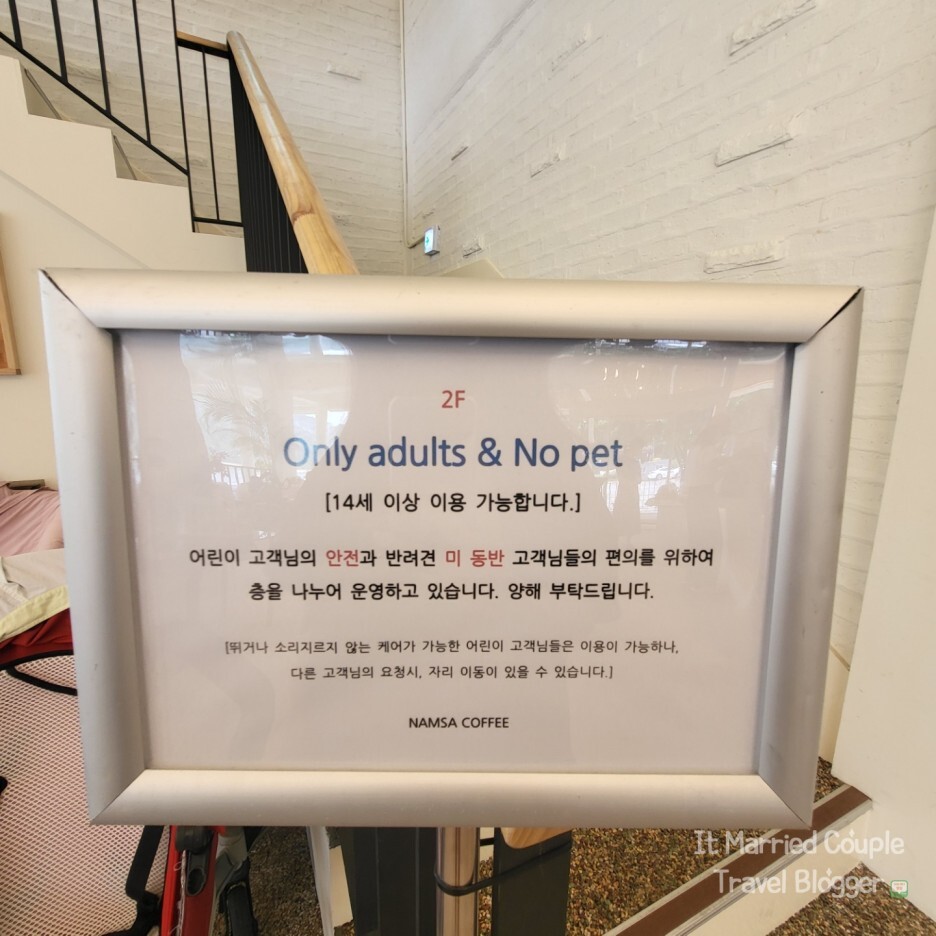 2F
Only adults & No pet
[14세 이상 이용 가능합니다.]
어린이 고객님의 안전과 반려견 미 동반 고객님들의 편의를 위하여
층을 나누어 운영하고 있습니다. 양해 부탁드립니다.
[뛰거나 소리지르지 않는 케어가 가능한 어린이 고객님들은 이용이 가능하나,
다른 고객님의 요청시, 자리 이동이 있을 수 있습니다.]
NAMSA COFFEE
It Married Couple
Travel Blogger